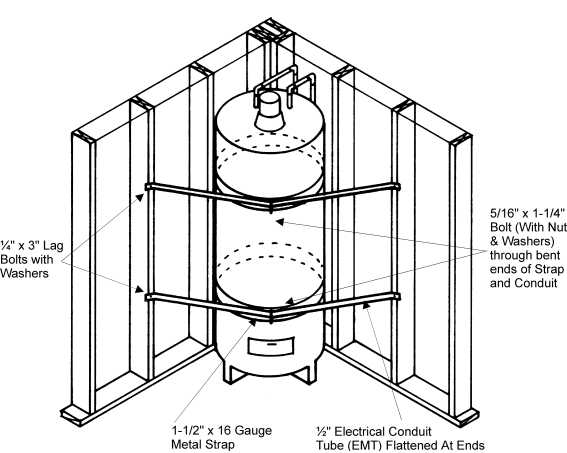 5/16" x 1-1/4"
Bolt (With Nut
& Washers)
through bent
ends of Strap
and Conduit
¼" x 3" Lag
Bolts with
Washers
1-1/2" x 16 Gauge
Metal Strap
½" Electrical Conduit
Tube (EMT) Flattened At Ends